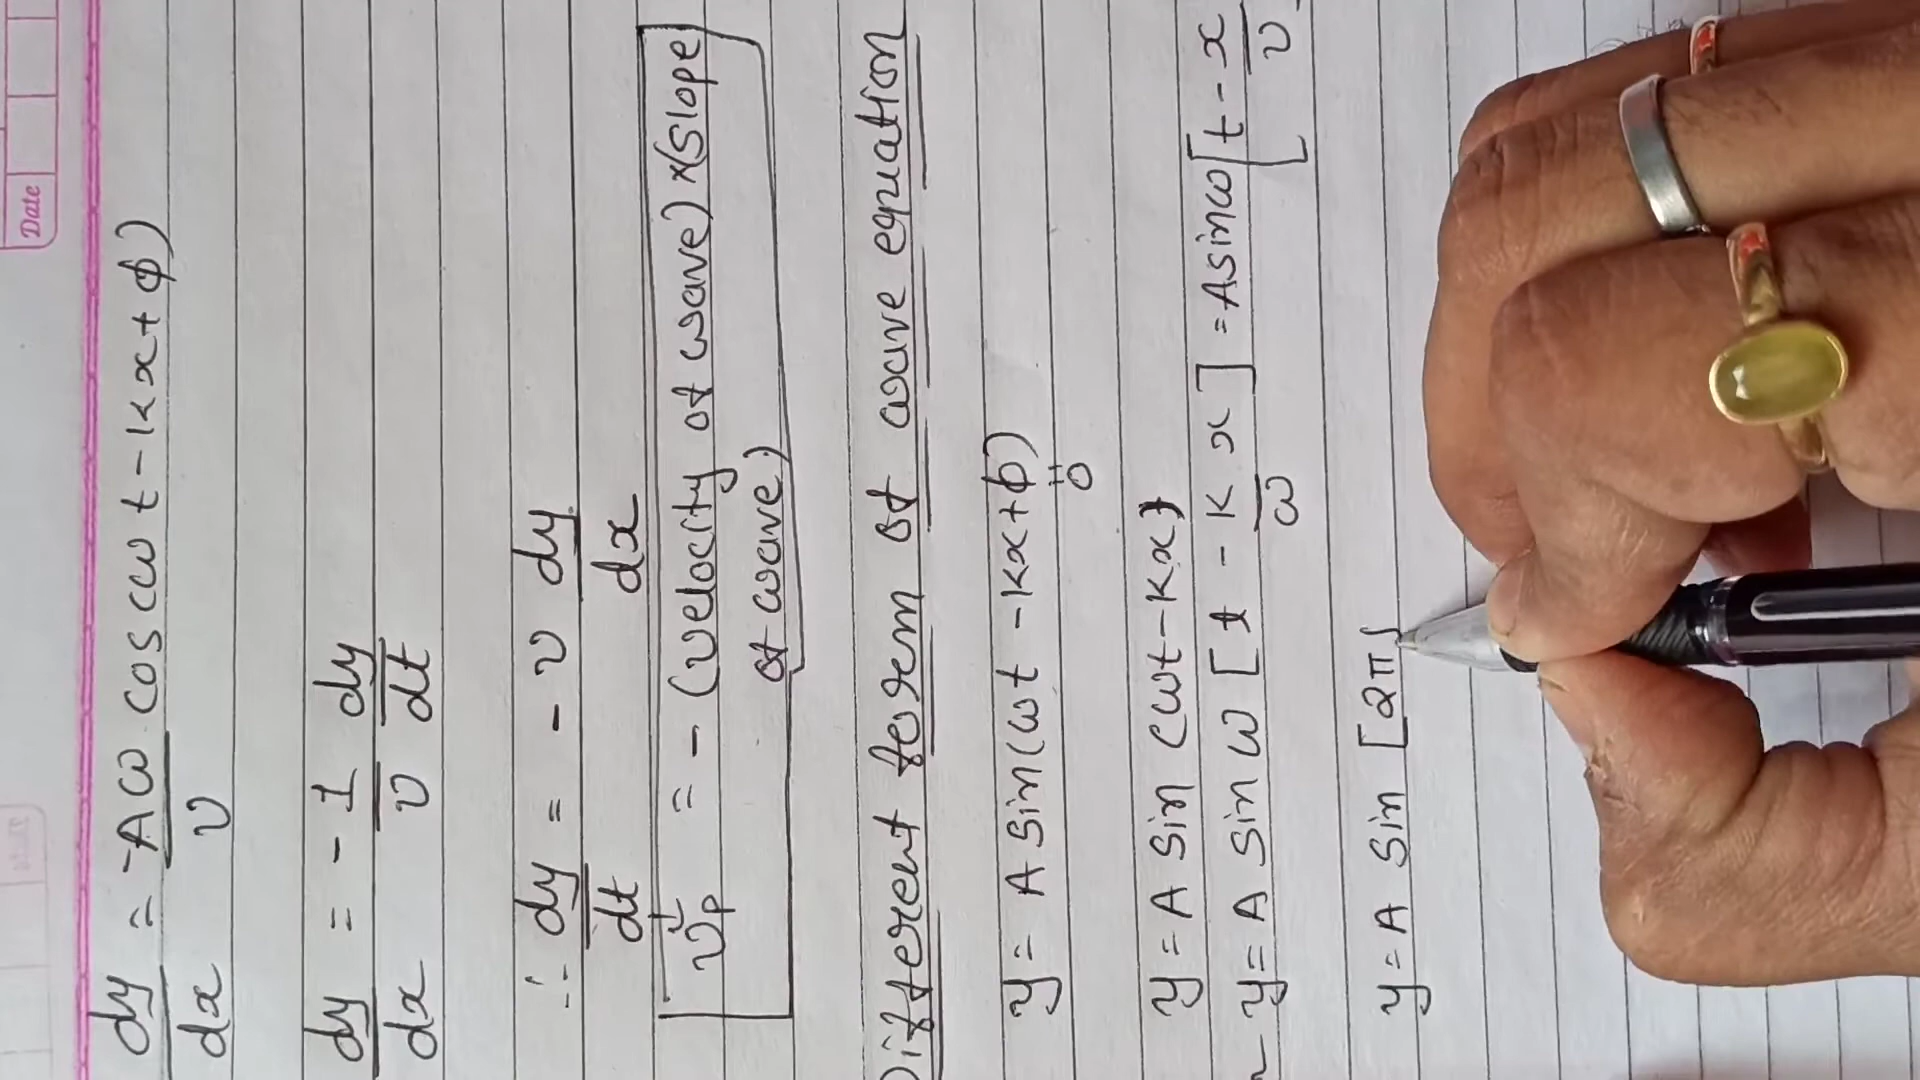 Date
dy/dx = -Aω/v cos (ωt - kx + φ)
dy/dx = - 1/v dy/dt
∴ dy/dt = - v dy/dx
v_p = - (velocity of wave) × (slope
of wave)
Different form of wave equation
y = A sin(ωt - kx + φ)
=
0
y = A sin (ωt - Kx)
y = A sin ω [t - K/ω x] = A sin ω [t - x/v
y = A sin [2π